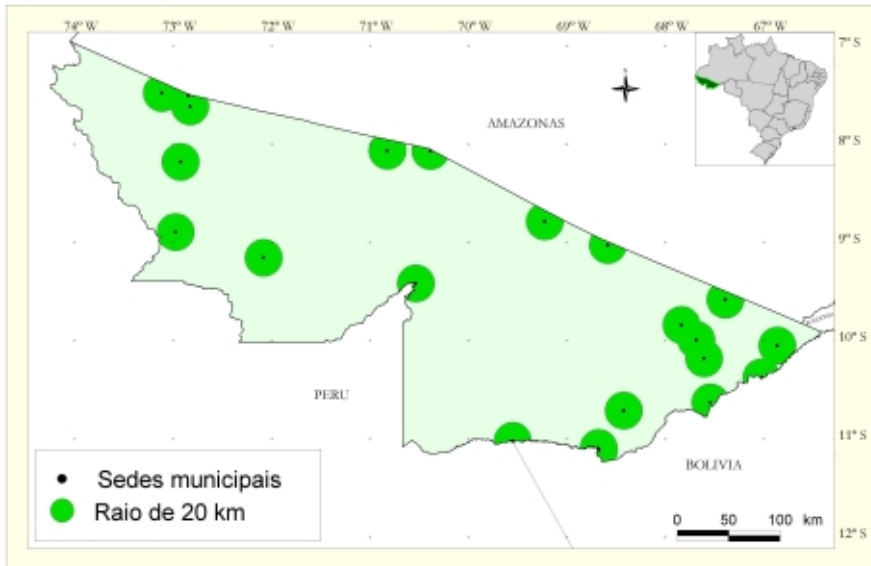 74° W 73° W 72° W 71° W 70° W 69° W 68° W 67° W
7° S
AMAZONAS
8° S
9° S
10° S
PERU
11° S
BOLIVIA
Sedes municipais
Raio de 20 km
0 50 100 km
12° S